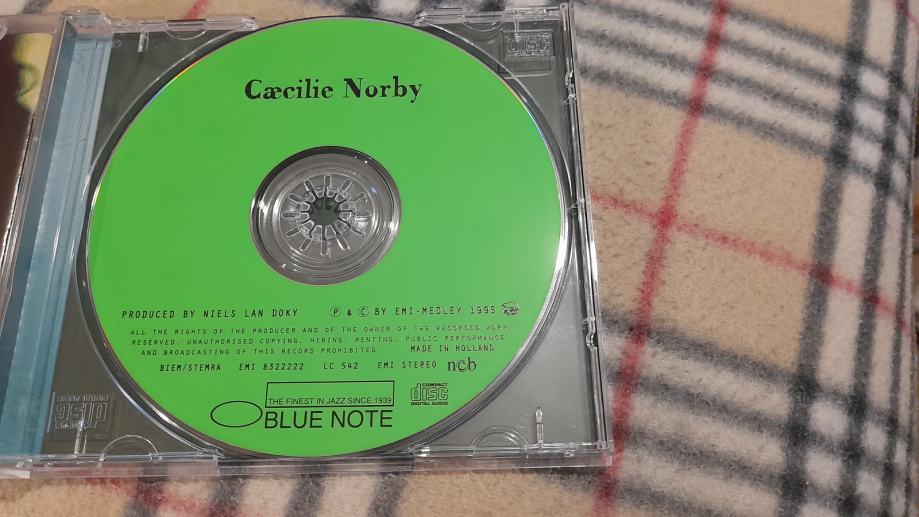 Cæcilie Norby
PRODUCED BY NIELS LAN DOKY ℗ & © BY EMI-MEDLEY 1995
ALL THE RIGHTS OF THE PRODUCER AND OF THE OWNER OF THE RECORDED WORK
RESERVED. UNAUTHORISED COPYING, HIRING, RENTING, PUBLIC PERFORMANCE
AND BROADCASTING OF THIS RECORD PROHIBITED. MADE IN HOLLAND
BIEM/STEMRA EMI 8322222 LC 542 EMI STEREO ncb
THE FINEST IN JAZZ SINCE 1939
BLUE NOTE
COMPACT
disc
DIGITAL AUDIO
disc
disc